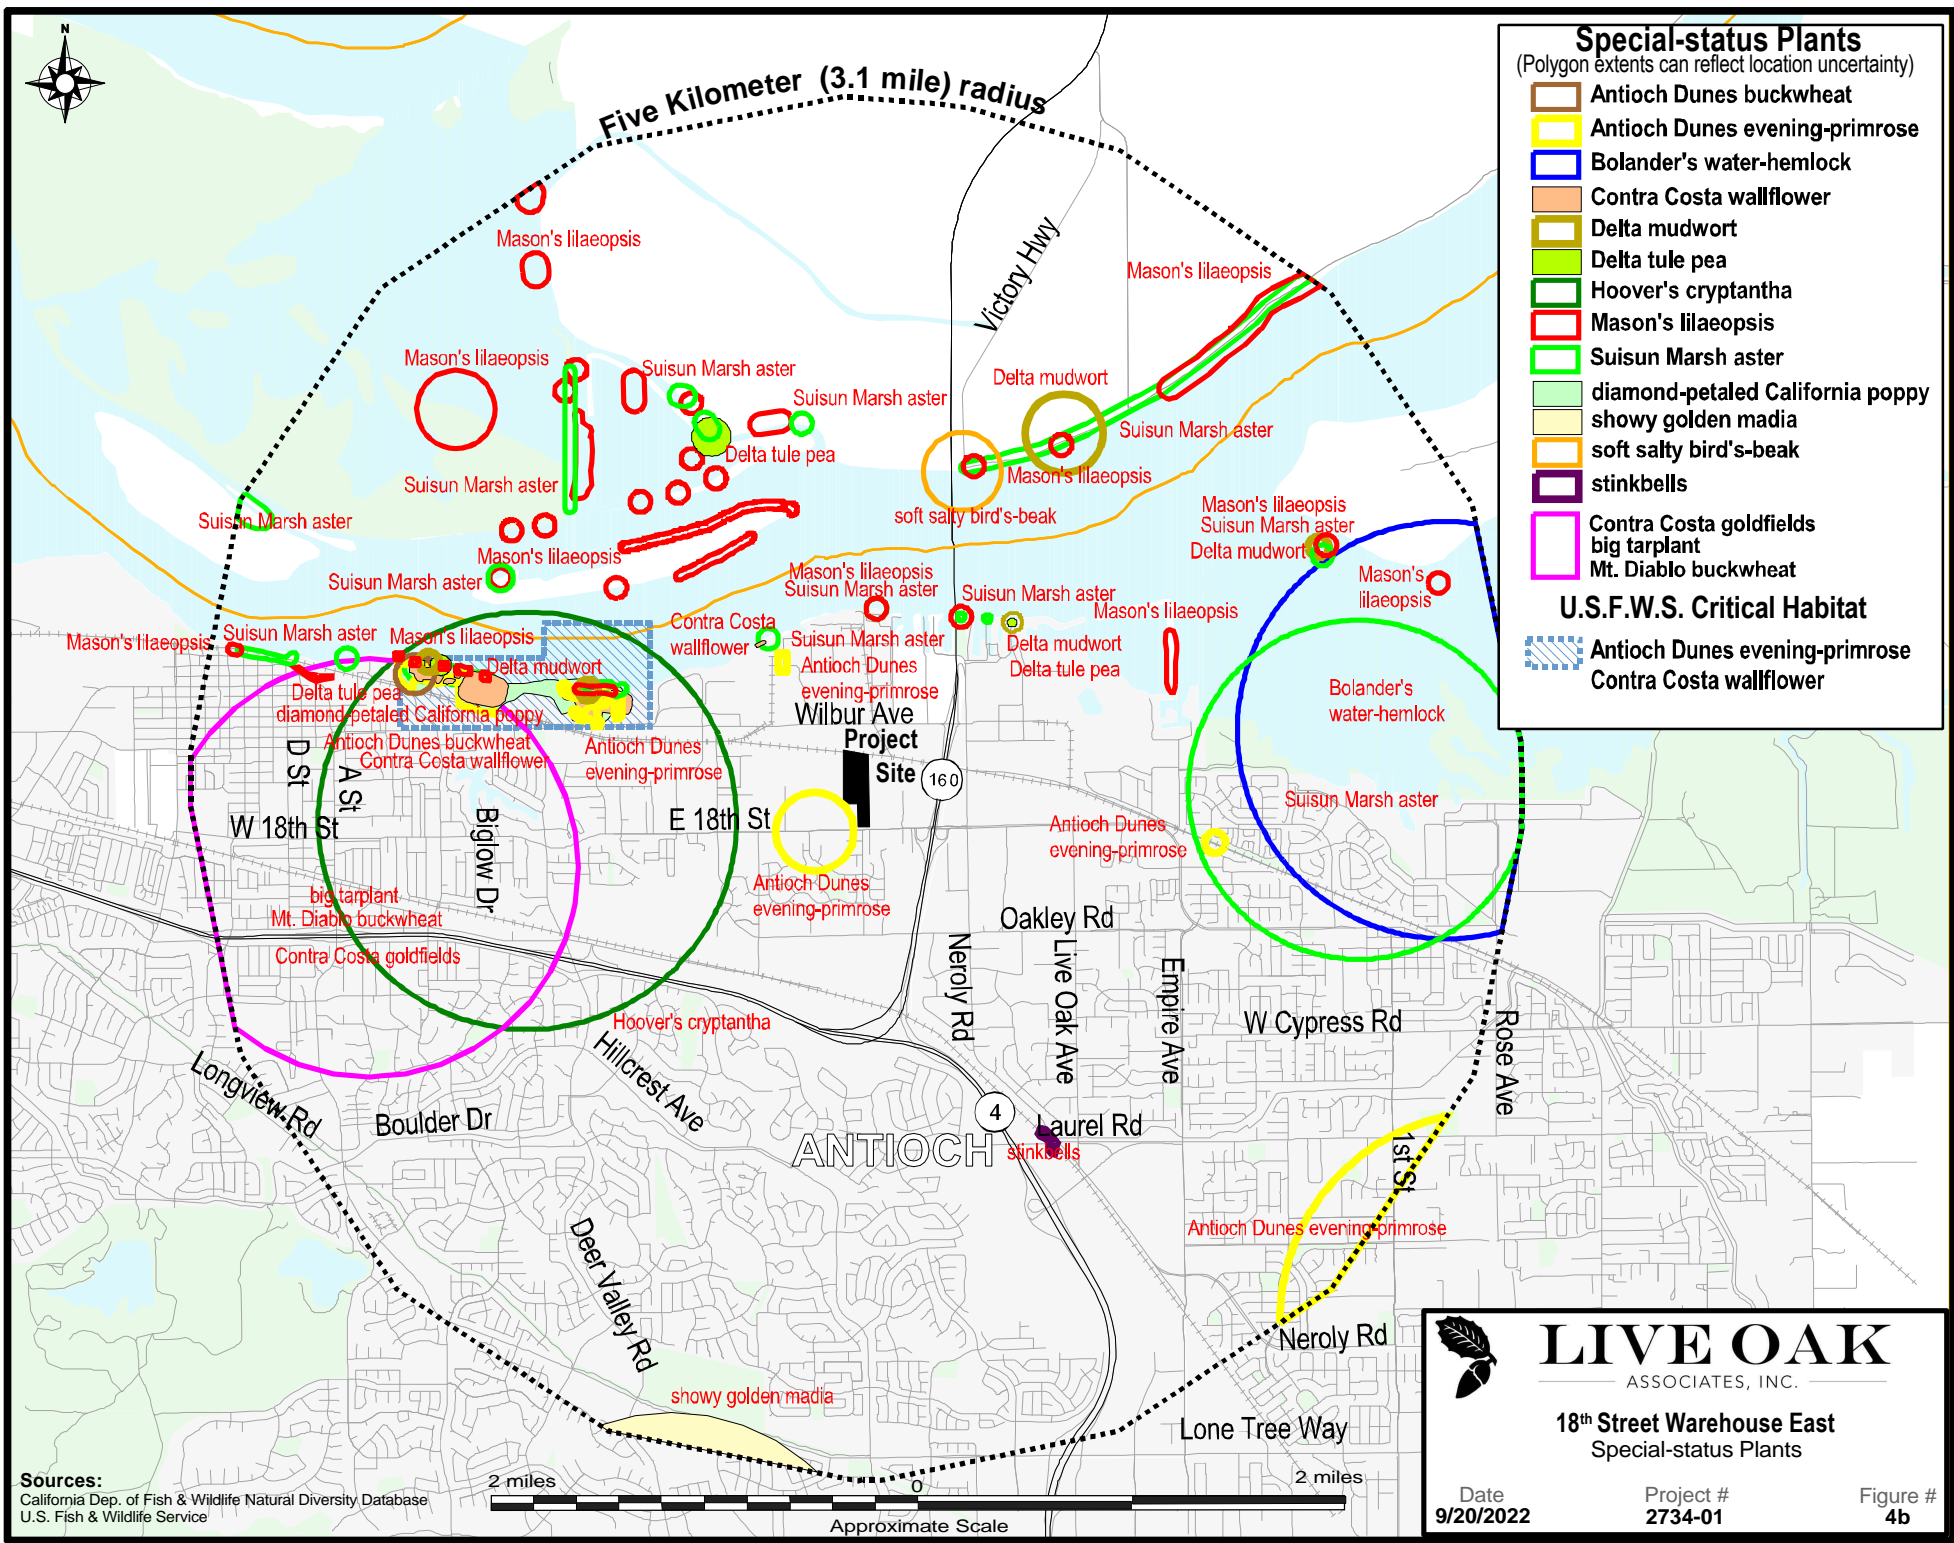 N
Five Kilometer (3.1 mile) radius
Special-status Plants
(Polygon extents can reflect location uncertainty)
Antioch Dunes buckwheat
Antioch Dunes evening-primrose
Bolander's water-hemlock
Contra Costa wallflower
Delta mudwort
Delta tule pea
Hoover's cryptantha
Mason's lilaeopsis
Suisun Marsh aster
diamond-petaled California poppy
showy golden madia
soft salty bird's-beak
stinkbells
Contra Costa goldfields
big tarplant
Mt. Diablo buckwheat
U.S.F.W.S. Critical Habitat
Antioch Dunes evening-primrose
Contra Costa wallflower
Mason's lilaeopsis
Victory Hwy
Mason's lilaeopsis
Mason's lilaeopsis
Suisun Marsh aster
Suisun Marsh aster
Delta mudwort
Suisun Marsh aster
Delta tule pea
Suisun Marsh aster
Mason's lilaeopsis
Suisun Marsh aster
soft salty bird's-beak
Mason's lilaeopsis
Suisun Marsh aster
Delta mudwort
Mason's lilaeopsis
Suisun Marsh aster
Mason's lilaeopsis
Suisun Marsh aster
Mason's
lilaeopsis
Suisun Marsh aster
Mason's lilaeopsis
Mason's lilaeopsis
Suisun Marsh aster
Mason's lilaeopsis
Contra Costa
wallflower
Suisun Marsh aster
Delta mudwort
Delta tule pea
Delta mudwort
Antioch Dunes
evening-primrose
Delta tule pea
diamond-petaled California poppy
Bolander's
water-hemlock
Wilbur Ave
Antioch Dunes buckwheat
Contra Costa wallflower
Antioch Dunes
evening-primrose
Project
Site
160
D St
A St
Biglow Dr
W 18th St
E 18th St
Suisun Marsh aster
Antioch Dunes
evening-primrose
Antioch Dunes
evening-primrose
big tarplant
Mt. Diablo buckwheat
Contra Costa goldfields
Oakley Rd
Neroly Rd
Live Oak Ave
Empire Ave
Hoover's cryptantha
W Cypress Rd
Rose Ave
Longview Rd
Boulder Dr
Hillcrest Ave
4
Laurel Rd
ANTIOCH
stinkbells
1st St
Antioch Dunes evening-primrose
Deer Valley Rd
Neroly Rd
showy golden madia
Lone Tree Way
LIVE OAK
ASSOCIATES, INC.
18th Street Warehouse East
Special-status Plants
Date
9/20/2022
Project #
2734-01
Figure #
4b
Sources:
California Dep. of Fish & Wildlife Natural Diversity Database
U.S. Fish & Wildlife Service
2 miles
0
2 miles
Approximate Scale